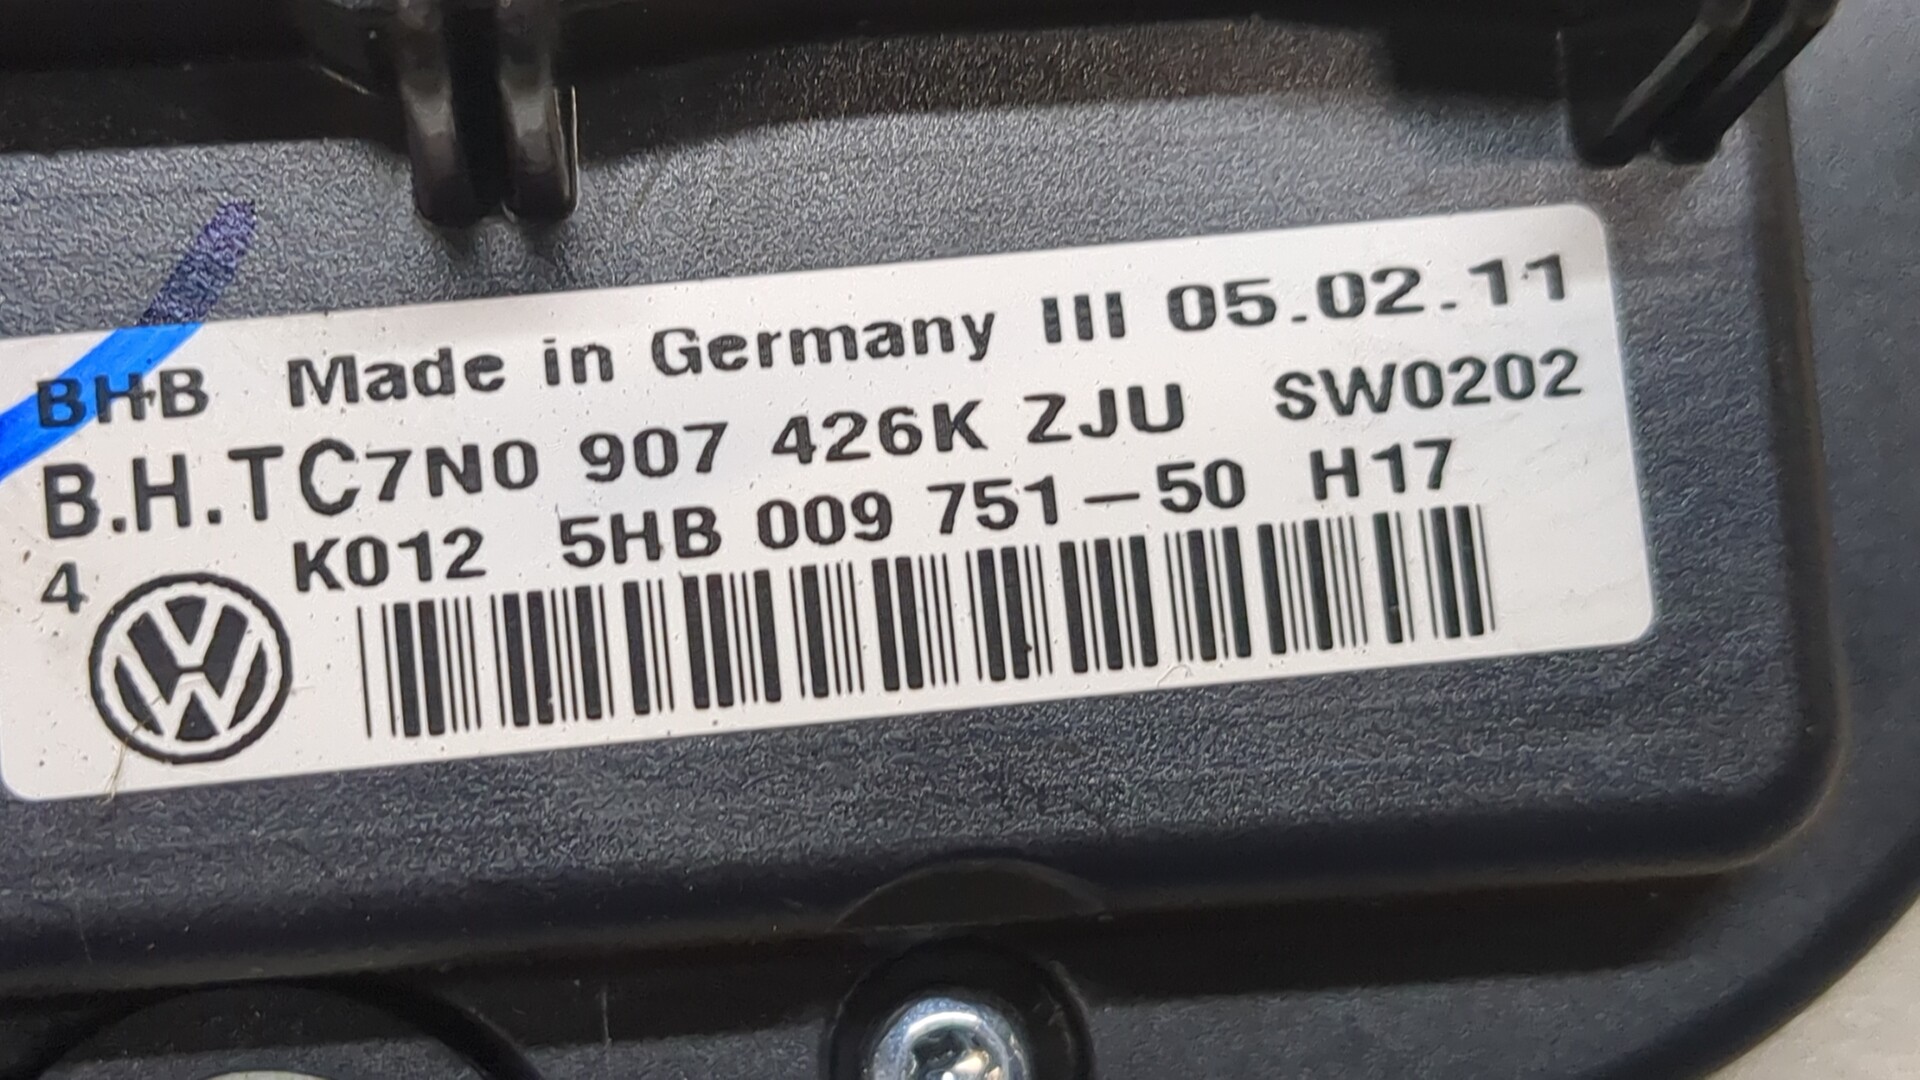 BHB Made in Germany III 05.02.11
B.H.TC7N0 907 426K ZJU SW0202
4 K012 5HB 009 751-50 H17
VW